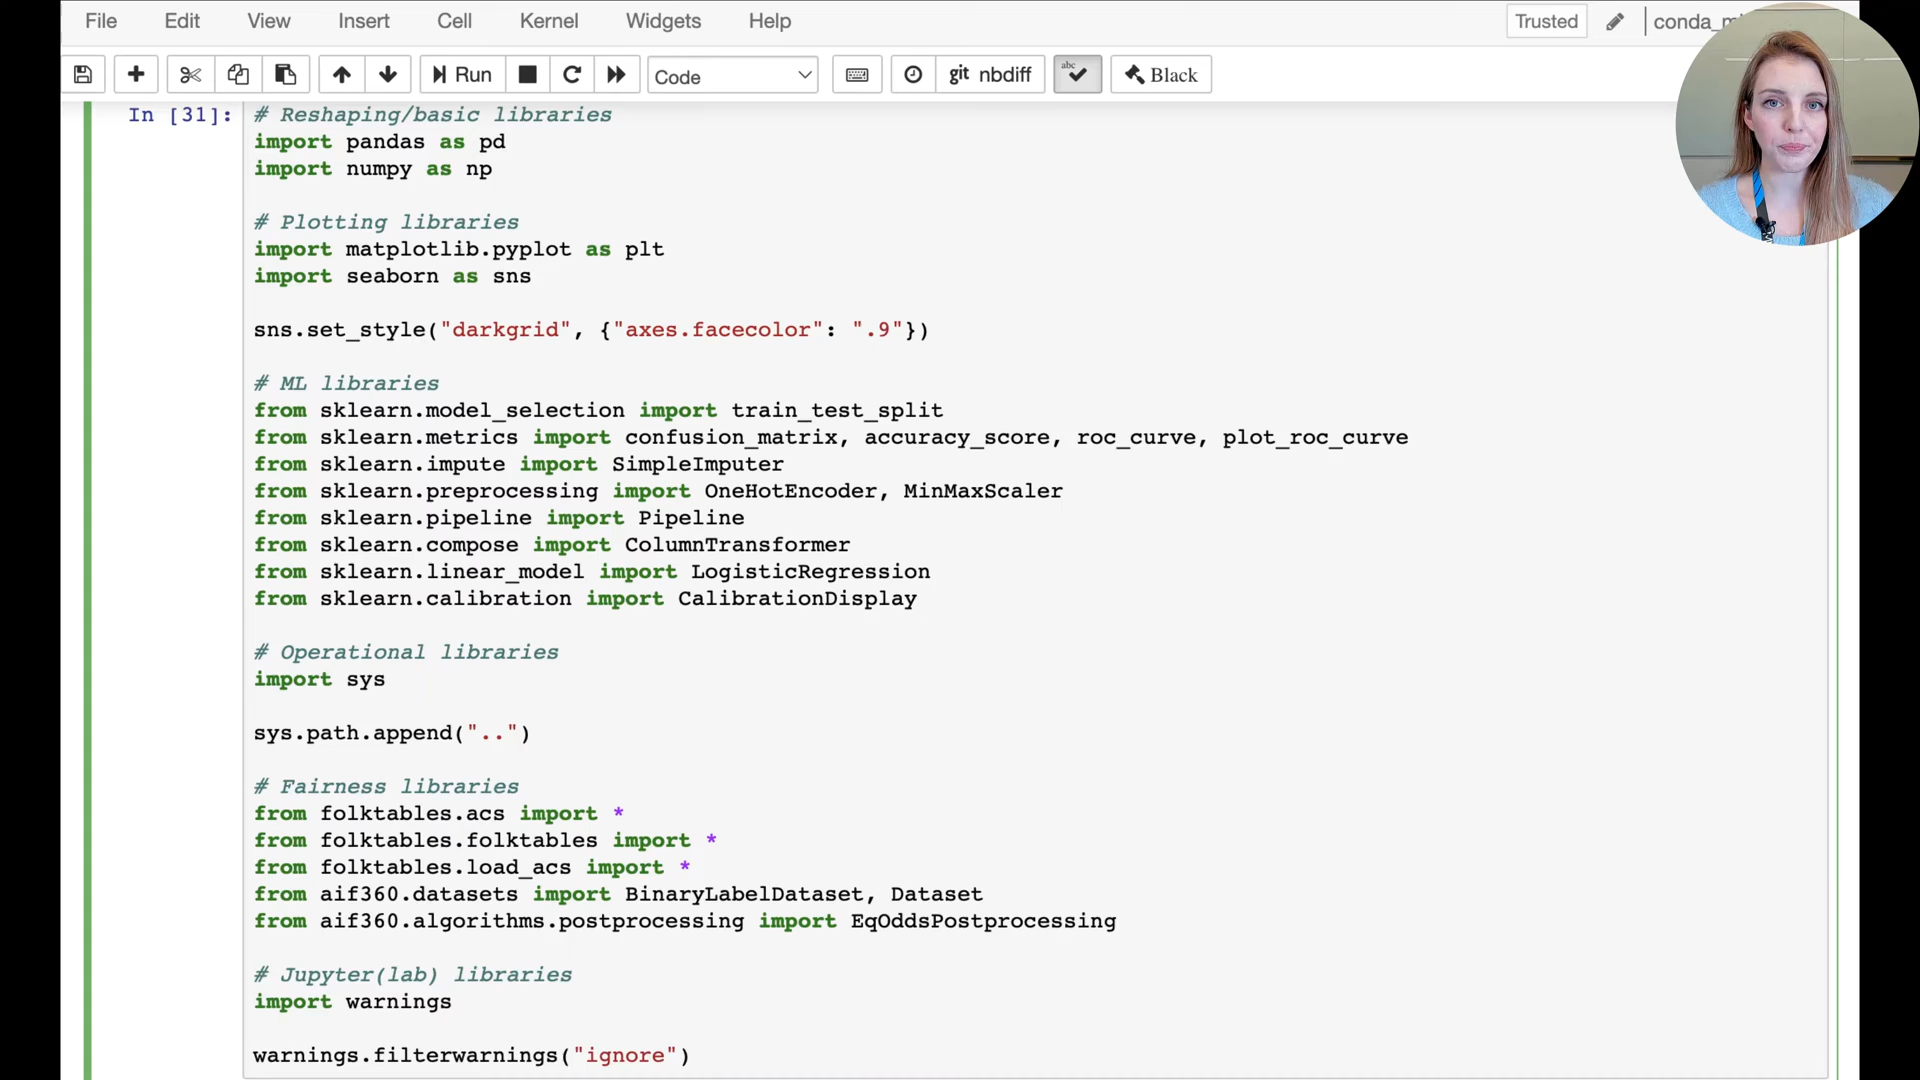 File Edit View Insert Cell Kernel Widgets Help Trusted
Run Code git nbdiff abc Black
In [31]:
# Reshaping/basic libraries
import pandas as pd
import numpy as np
# Plotting libraries
import matplotlib.pyplot as plt
import seaborn as sns
sns.set_style("darkgrid", {"axes.facecolor": ".9"})
# ML libraries
from sklearn.model_selection import train_test_split
from sklearn.metrics import confusion_matrix, accuracy_score, roc_curve, plot_roc_curve
from sklearn.impute import SimpleImputer
from sklearn.preprocessing import OneHotEncoder, MinMaxScaler
from sklearn.pipeline import Pipeline
from sklearn.compose import ColumnTransformer
from sklearn.linear_model import LogisticRegression
from sklearn.calibration import CalibrationDisplay
# Operational libraries
import sys
sys.path.append("..")
# Fairness libraries
from folktables.acs import *
from folktables.folktables import *
from folktables.load_acs import *
from aif360.datasets import BinaryLabelDataset, Dataset
from aif360.algorithms.postprocessing import EqOddsPostprocessing
# Jupyter(lab) libraries
import warnings
warnings.filterwarnings("ignore")